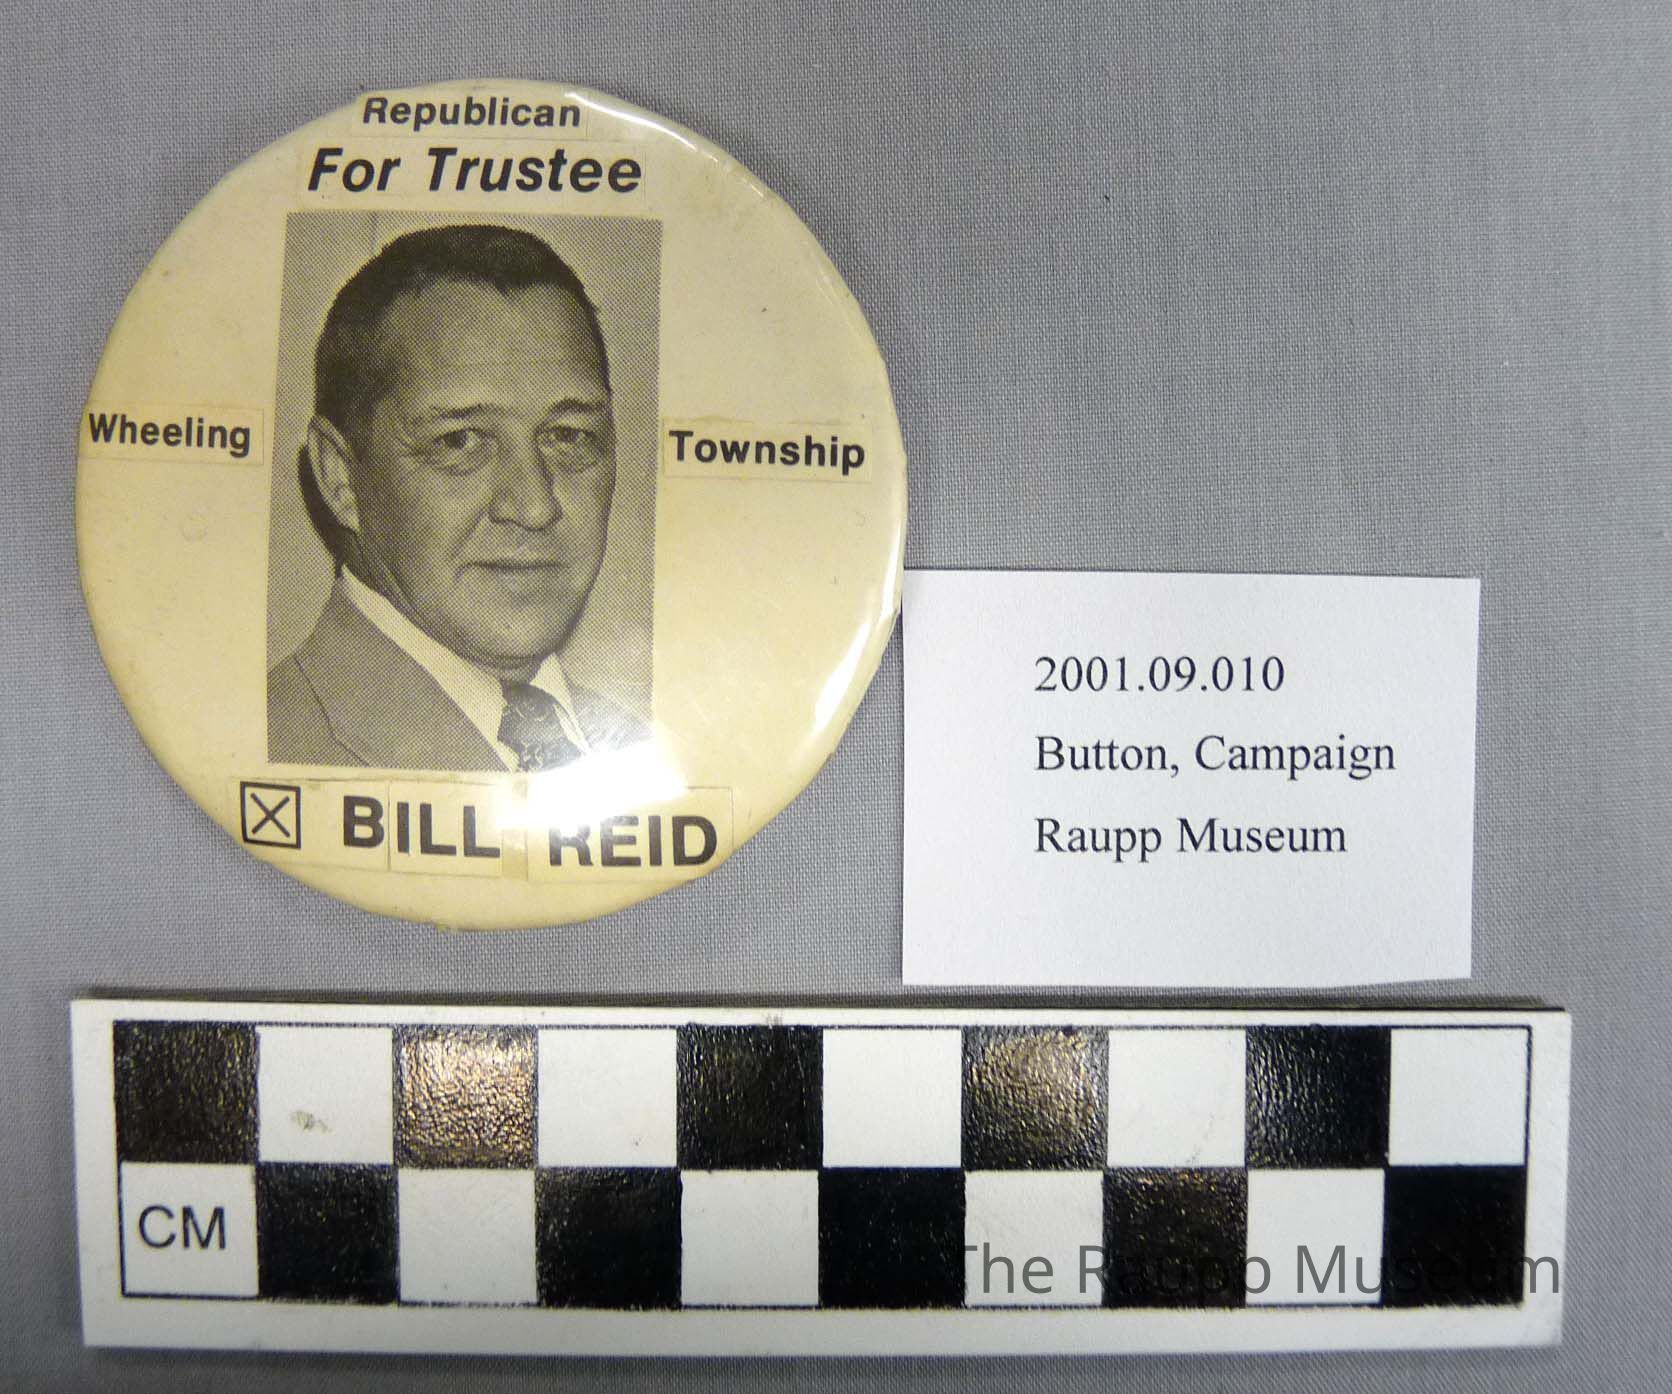 Republican
For Trustee
Wheeling Township
☒ BILL REID
2001.09.010
Button, Campaign
Raupp Museum
CM
The Raupp Museum